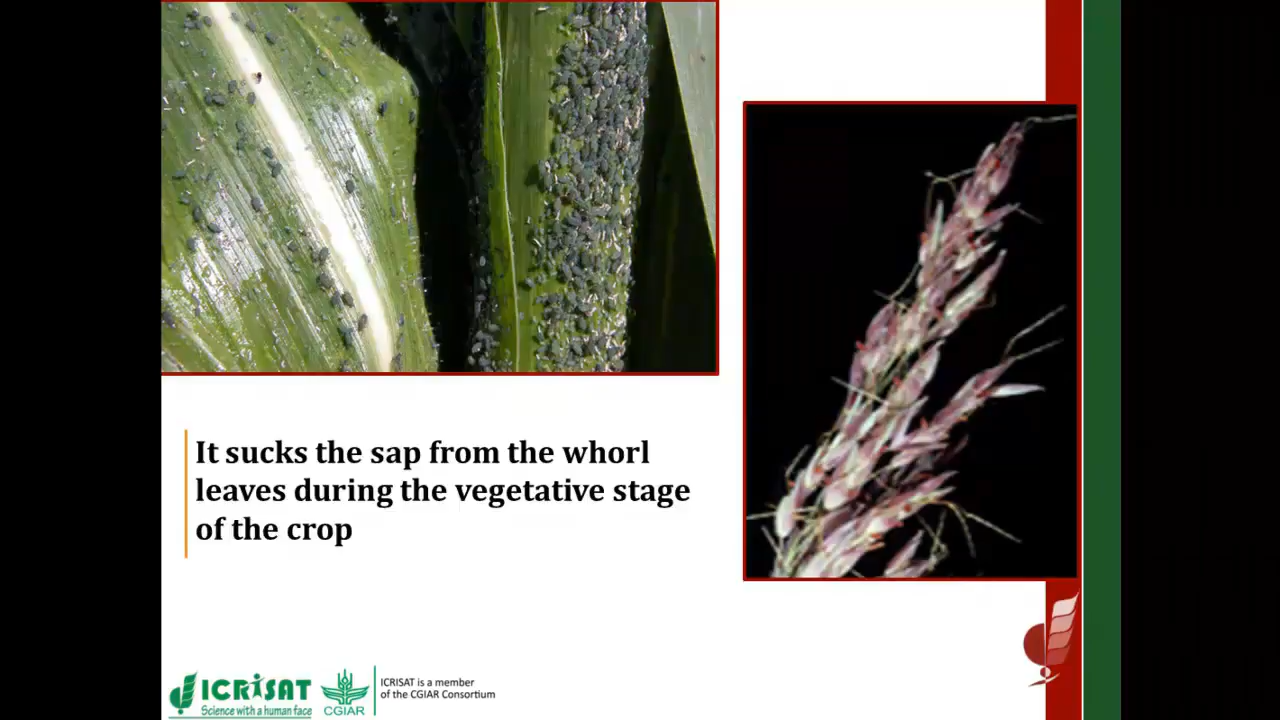 It sucks the sap from the whorl
leaves during the vegetative stage
of the crop
ICRISAT
Science with a human face
CGIAR
ICRISAT is a member
of the CGIAR Consortium